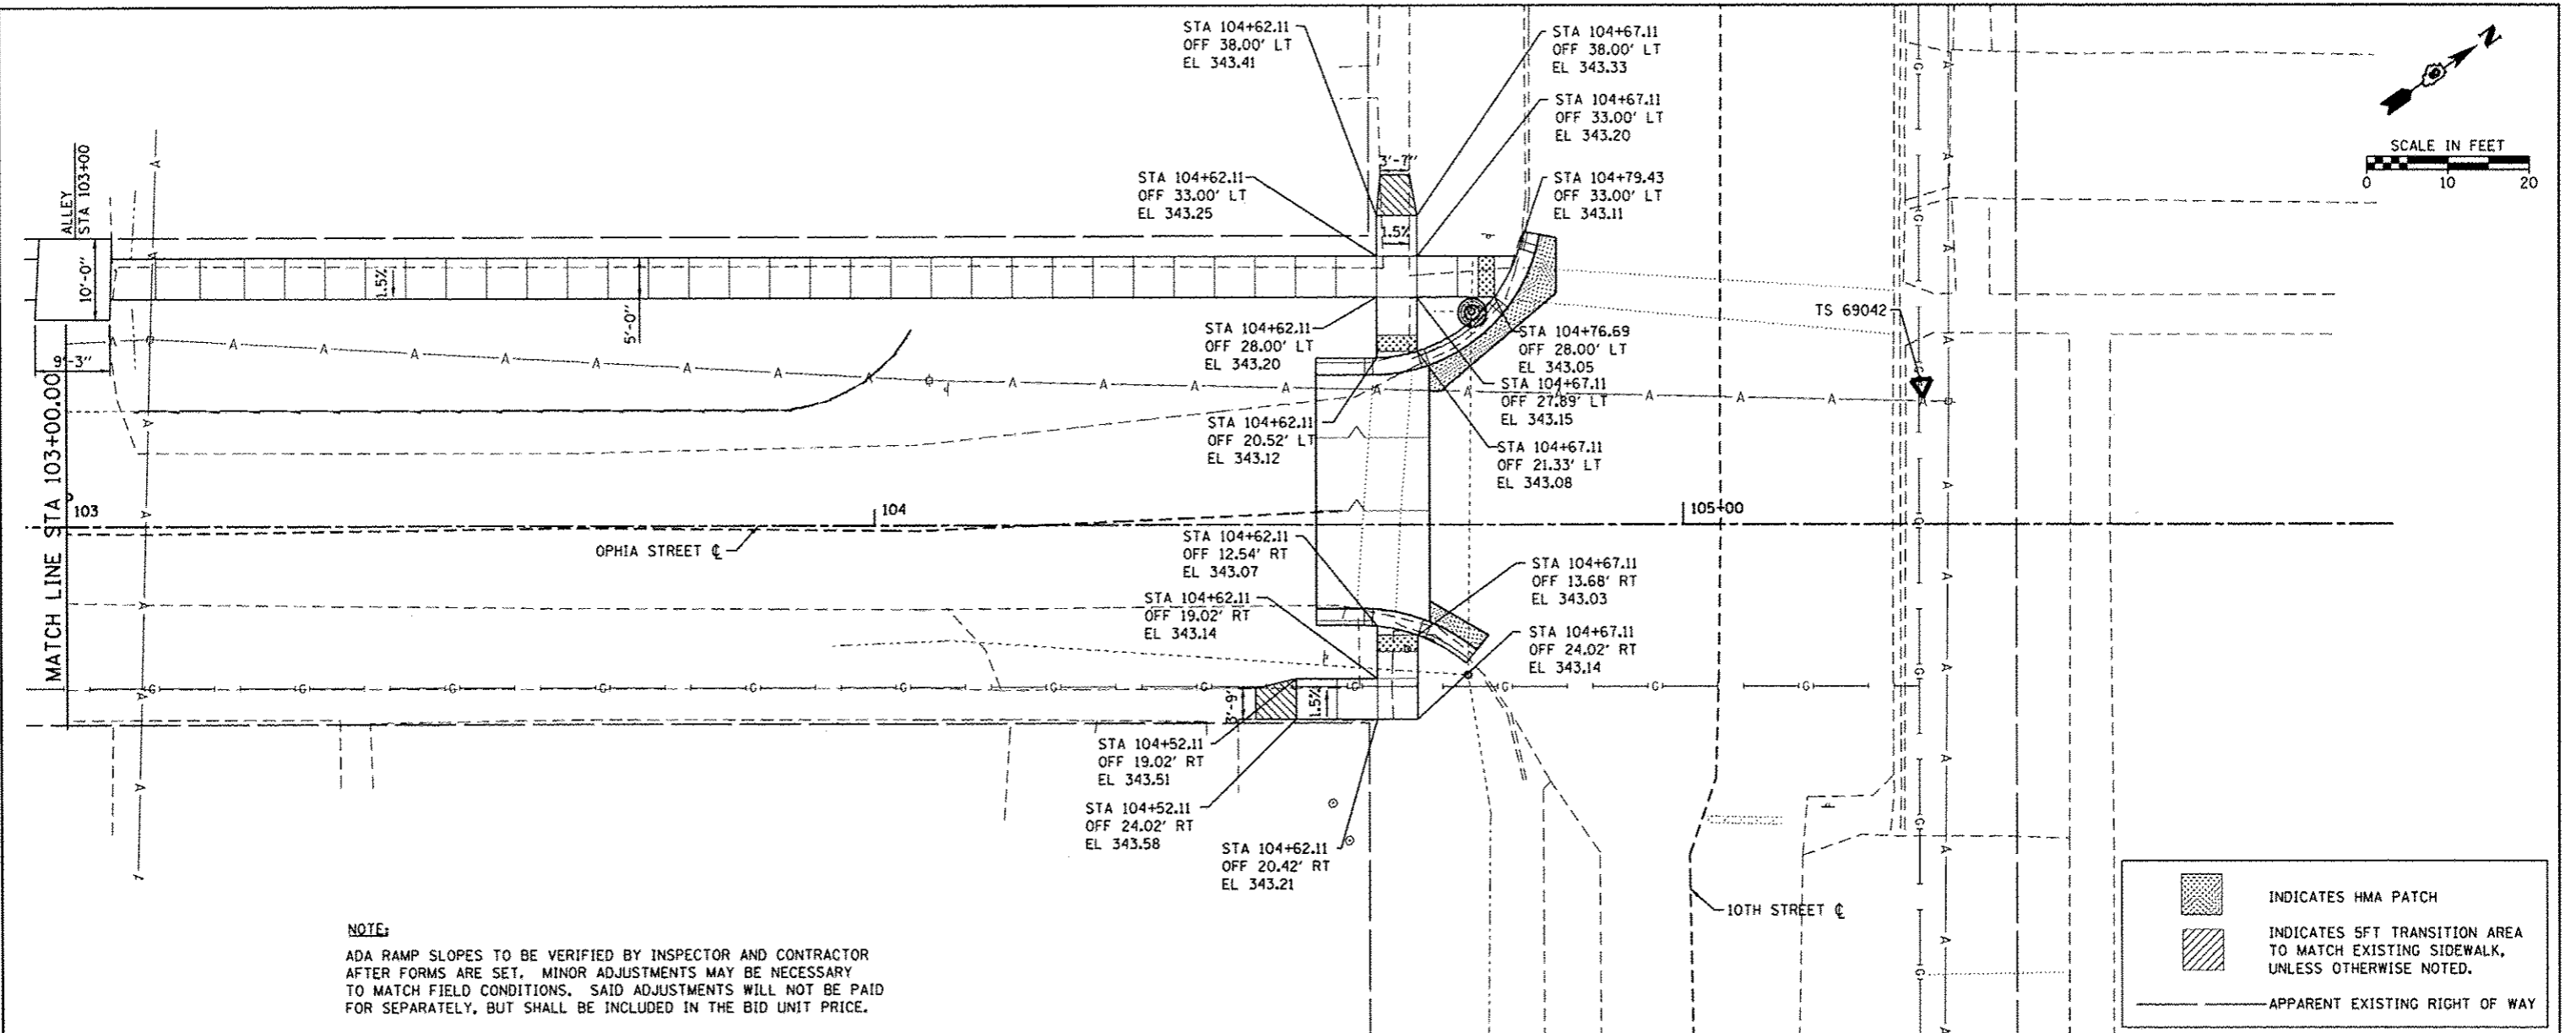 STA 104+62.11
OFF 38.00' LT
EL 343.41
STA 104+67.11
OFF 38.00' LT
EL 343.33
N
STA 104+67.11
OFF 33.00' LT
EL 343.20
SCALE IN FEET
0 10 20
ALLEY
STA 103+00
3'-7"
STA 104+62.11
OFF 33.00' LT
EL 343.25
STA 104+79.43
OFF 33.00' LT
EL 343.11
1.5%
10'-0"
1.5%
5'-0"
9'-3"
STA 104+62.11
OFF 28.00' LT
EL 343.20
STA 104+76.69
OFF 28.00' LT
EL 343.05
TS 69042
STA 104+67.11
OFF 27.89' LT
EL 343.15
STA 104+62.11
OFF 20.52' LT
EL 343.12
STA 104+67.11
OFF 21.33' LT
EL 343.08
MATCH LINE STA 103+00.00
103
104
105+00
OPHIA STREET ℄
STA 104+62.11
OFF 12.54' RT
EL 343.07
STA 104+67.11
OFF 13.68' RT
EL 343.03
STA 104+62.11
OFF 19.02' RT
EL 343.14
STA 104+67.11
OFF 24.02' RT
EL 343.14
3'-9"
1.5%
STA 104+52.11
OFF 19.02' RT
EL 343.51
STA 104+52.11
OFF 24.02' RT
EL 343.58
STA 104+62.11
OFF 20.42' RT
EL 343.21
10TH STREET ℄
NOTE:
ADA RAMP SLOPES TO BE VERIFIED BY INSPECTOR AND CONTRACTOR
AFTER FORMS ARE SET. MINOR ADJUSTMENTS MAY BE NECESSARY
TO MATCH FIELD CONDITIONS. SAID ADJUSTMENTS WILL NOT BE PAID
FOR SEPARATELY, BUT SHALL BE INCLUDED IN THE BID UNIT PRICE.
INDICATES HMA PATCH
INDICATES 5FT TRANSITION AREA
TO MATCH EXISTING SIDEWALK,
UNLESS OTHERWISE NOTED.
APPARENT EXISTING RIGHT OF WAY